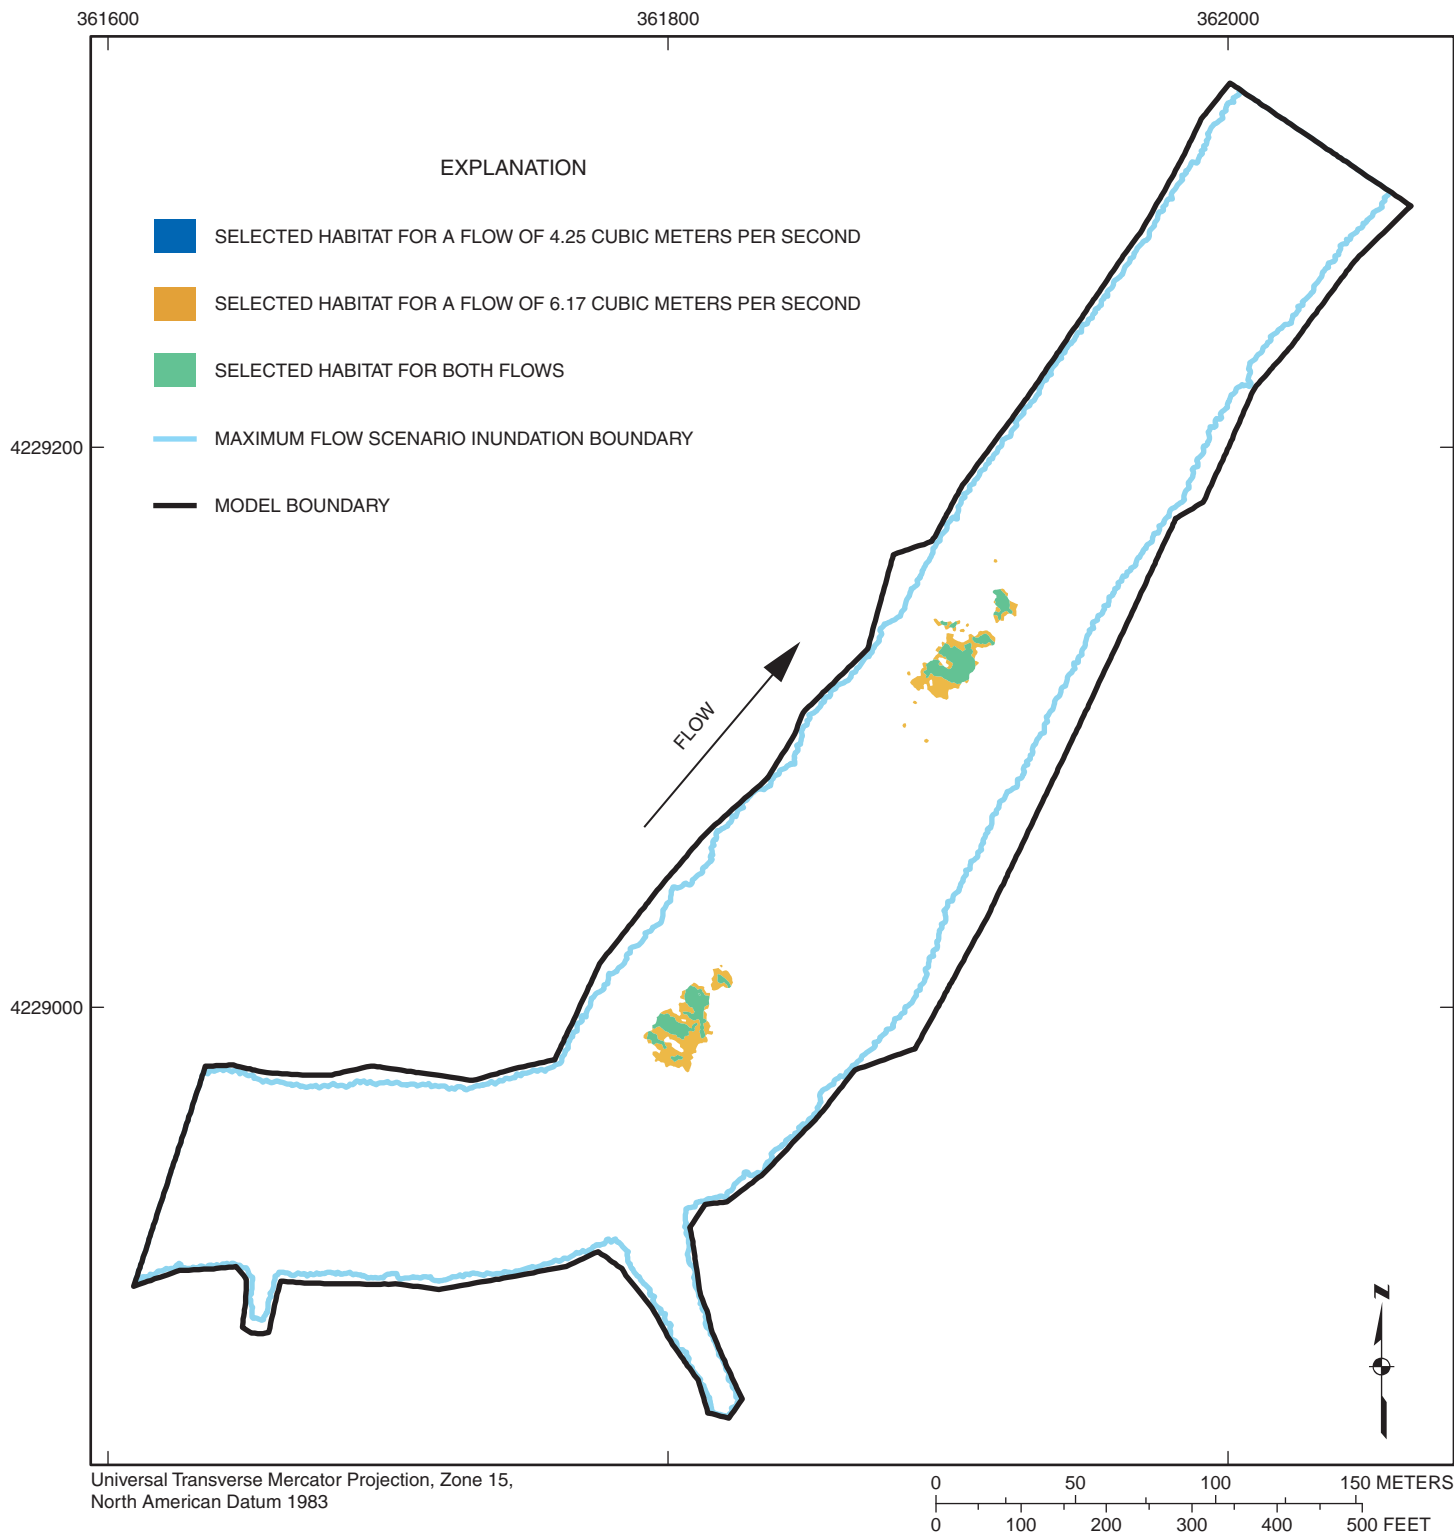 361600 361800 362000
EXPLANATION
SELECTED HABITAT FOR A FLOW OF 4.25 CUBIC METERS PER SECOND
SELECTED HABITAT FOR A FLOW OF 6.17 CUBIC METERS PER SECOND
SELECTED HABITAT FOR BOTH FLOWS
4229200
MAXIMUM FLOW SCENARIO INUNDATION BOUNDARY
MODEL BOUNDARY
FLOW
4229000
N
Universal Transverse Mercator Projection, Zone 15,
North American Datum 1983
0 50 100 150 METERS
0 100 200 300 400 500 FEET